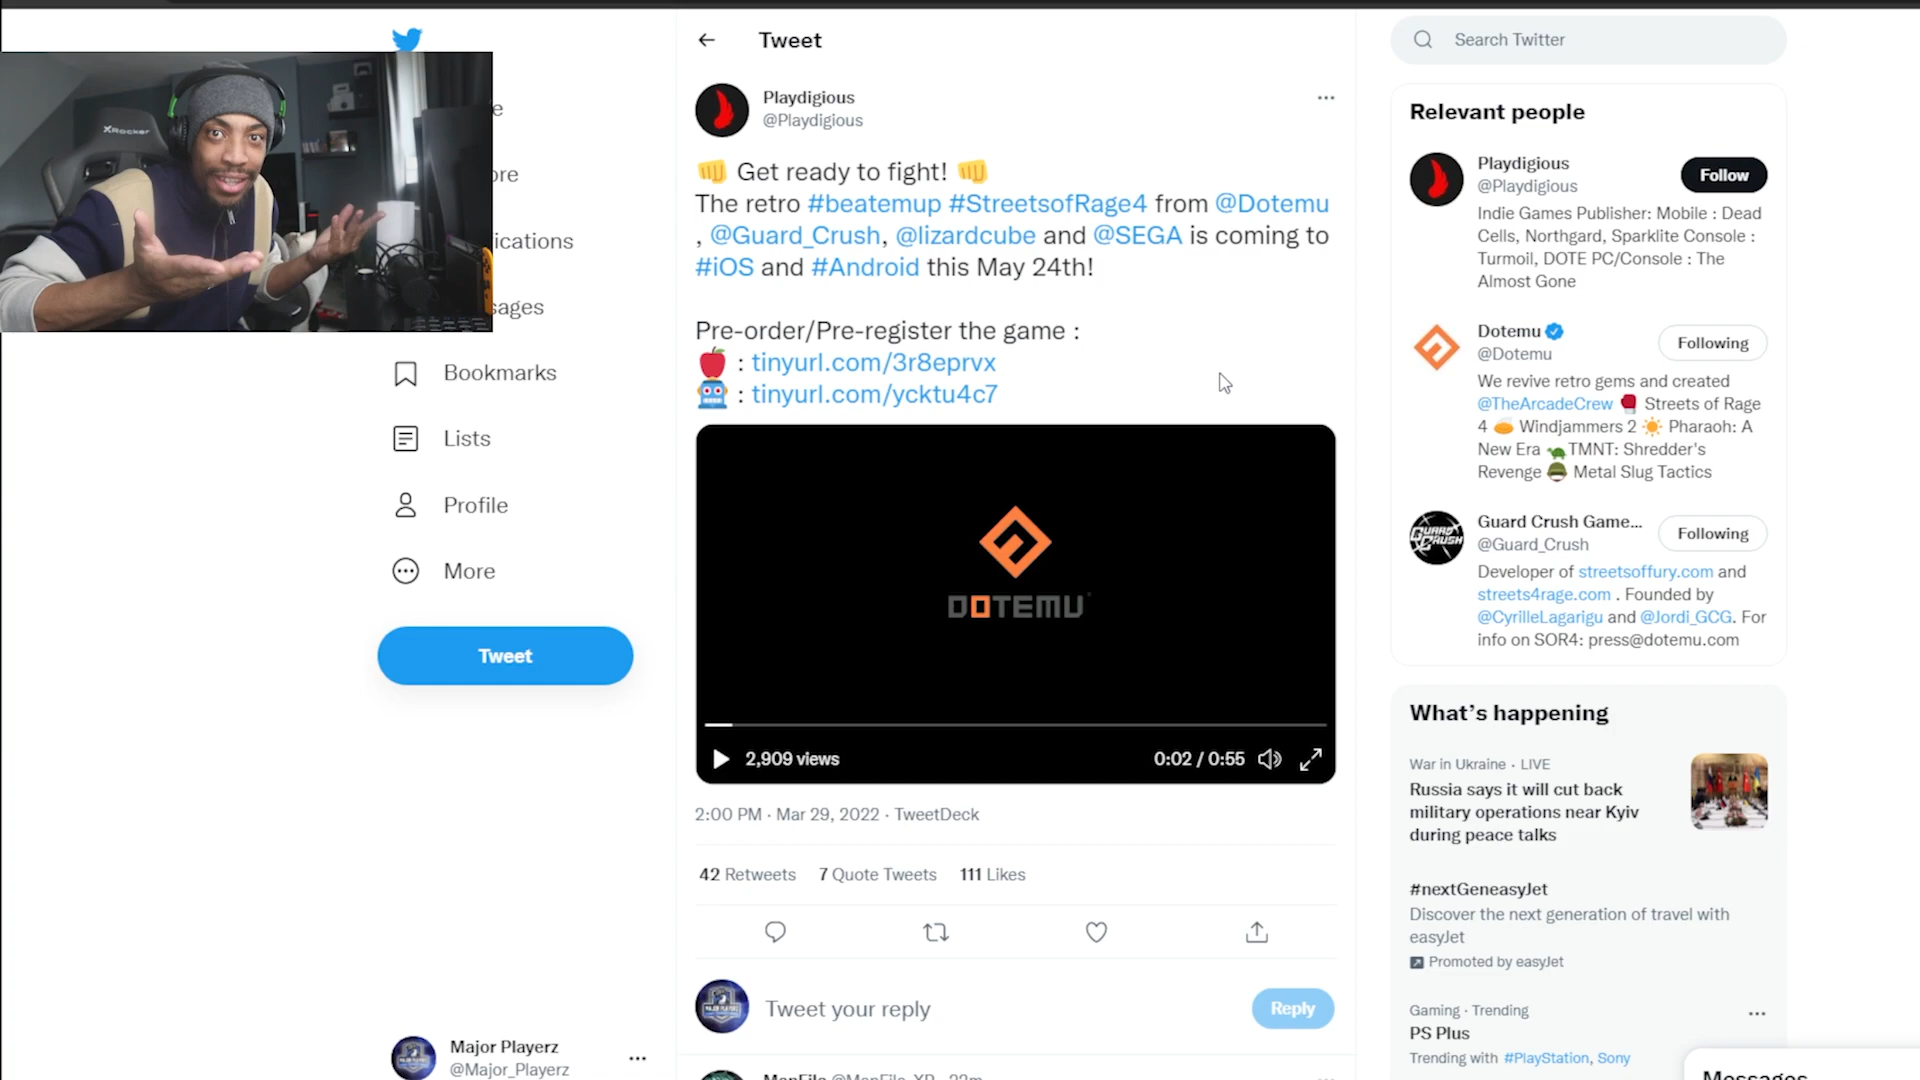 Tweet
Search Twitter
Playdigious
@Playdigious
👊 Get ready to fight! 👊
The retro #beatemup #StreetsofRage4 from @Dotemu
, @Guard_Crush, @lizardcube and @SEGA is coming to
#iOS and #Android this May 24th!
Pre-order/Pre-register the game :
🍎 : tinyurl.com/3r8eprvx
🤖 : tinyurl.com/ycktu4c7
DOTEMU
2,909 views
0:02 / 0:55
2:00 PM · Mar 29, 2022 · TweetDeck
42 Retweets 7 Quote Tweets 111 Likes
Tweet your reply
Reply
XROCKER
ications
Bookmarks
Lists
Profile
More
Tweet
Major Playerz
@Major_Playerz
Relevant people
Playdigious
@Playdigious
Follow
Indie Games Publisher: Mobile : Dead
Cells, Northgard, Sparklite Console :
Turmoil, DOTE PC/Console : The
Almost Gone
Dotemu
@Dotemu
Following
We revive retro gems and created
@TheArcadeCrew 🥊 Streets of Rage
4 🥏 Windjammers 2 ☀️ Pharaoh: A
New Era 🐢TMNT: Shredder's
Revenge 🪖 Metal Slug Tactics
GUARD CRUSH
Guard Crush Game...
@Guard_Crush
Following
Developer of streetsoffury.com and
streets4rage.com . Founded by
@CyrilleLagarigu and @Jordi_GCG. For
info on SOR4: press@dotemu.com
What's happening
War in Ukraine · LIVE
Russia says it will cut back
military operations near Kyiv
during peace talks
#nextGeneasyJet
Discover the next generation of travel with
easyJet
Promoted by easyJet
Gaming · Trending
PS Plus
Trending with #PlayStation, Sony